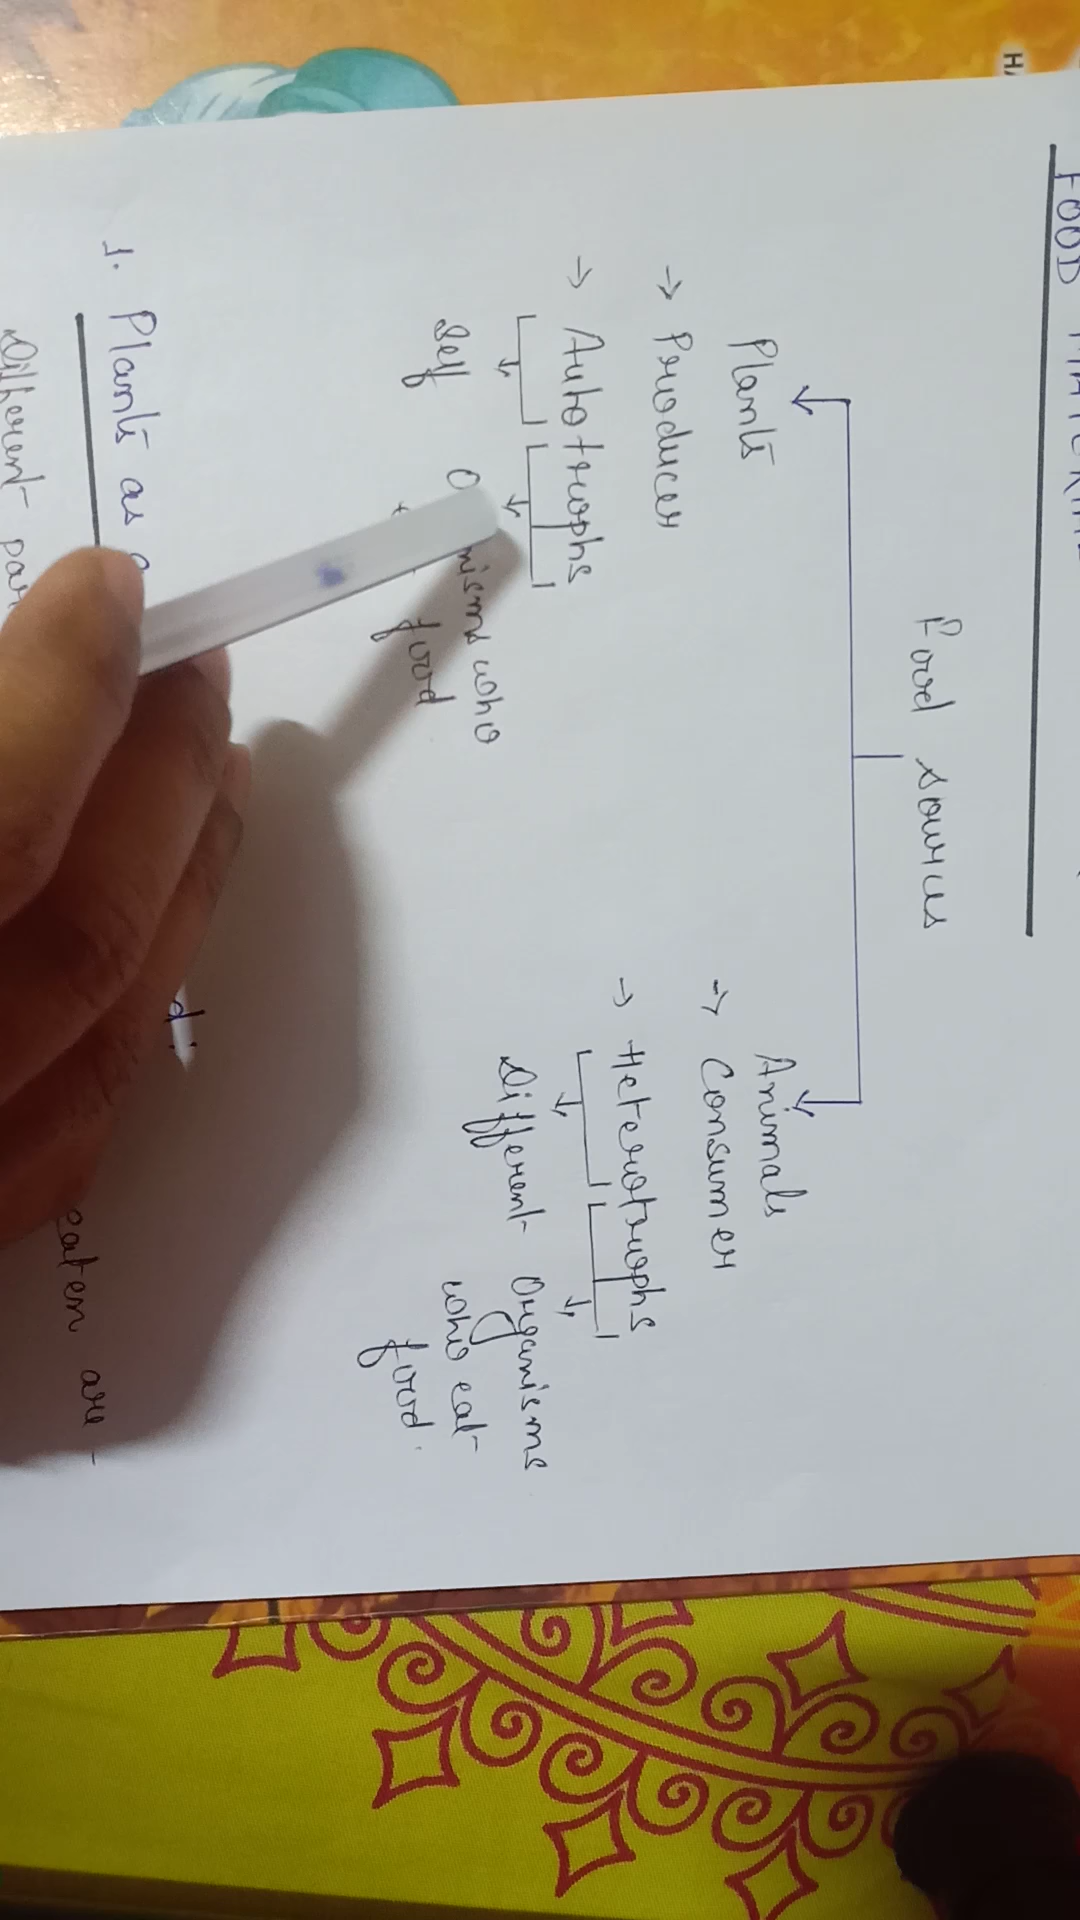 FOOD
Food sources
Plants Animals
→ Producer → Consumer
→ Autotrophs → Heterotrophs
Self who Different Organisms
food who eat
food.
1. Plants as
Different eaten are -